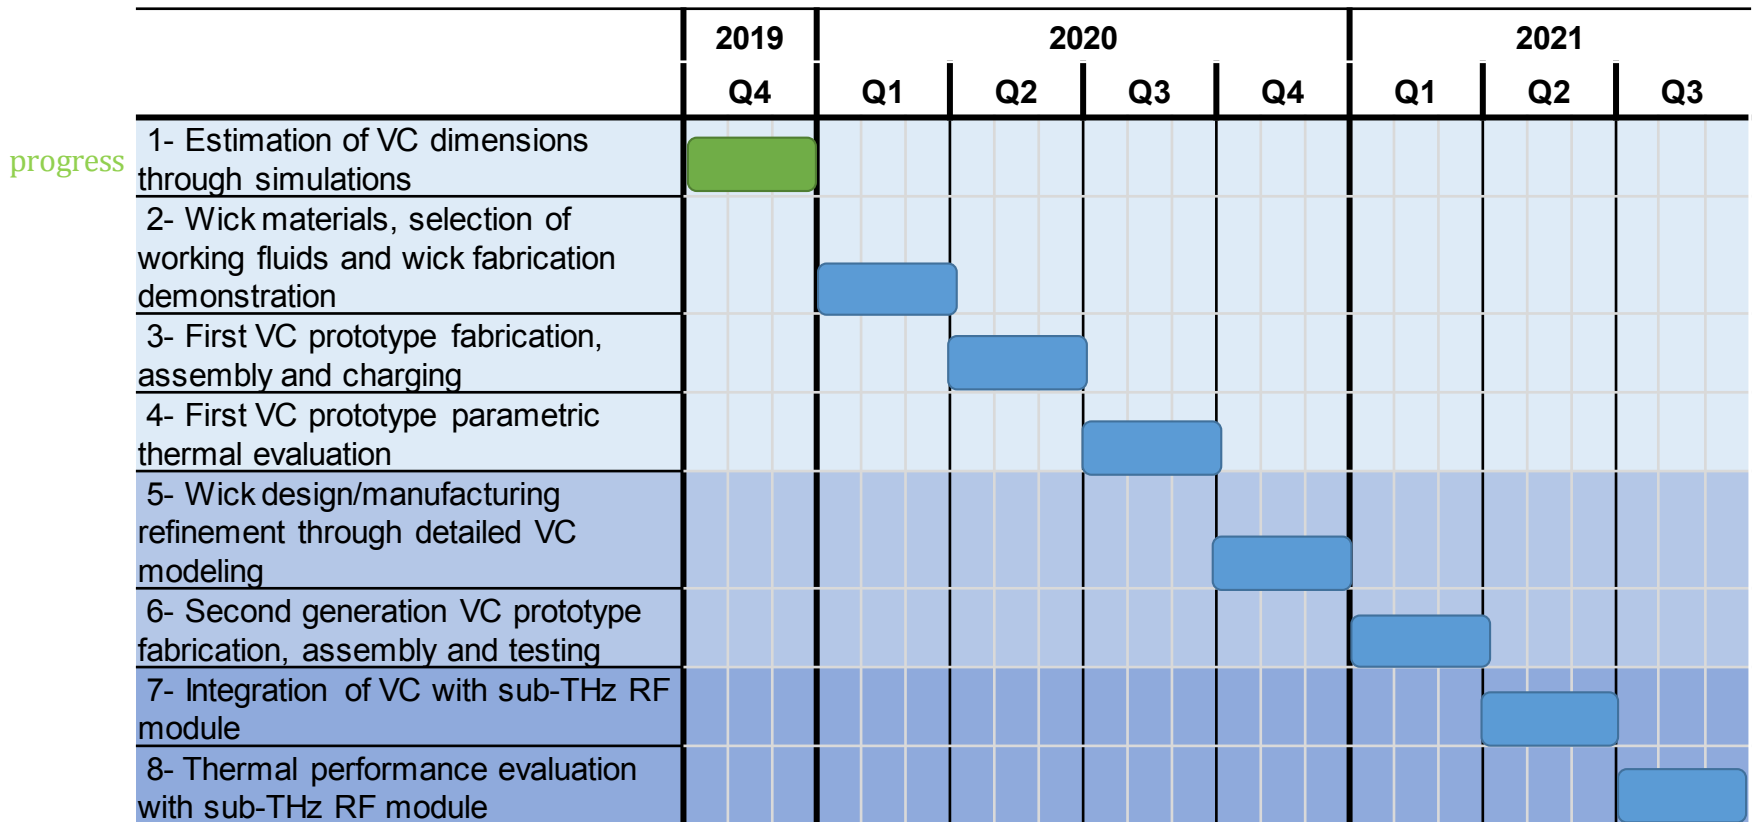 2019 2020 2021
Q4 Q1 Q2 Q3 Q4 Q1 Q2 Q3
progress
1- Estimation of VC dimensions
through simulations
2- Wick materials, selection of
working fluids and wick fabrication
demonstration
3- First VC prototype fabrication,
assembly and charging
4- First VC prototype parametric
thermal evaluation
5- Wick design/manufacturing
refinement through detailed VC
modeling
6- Second generation VC prototype
fabrication, assembly and testing
7- Integration of VC with sub-THz RF
module
8- Thermal performance evaluation
with sub-THz RF module